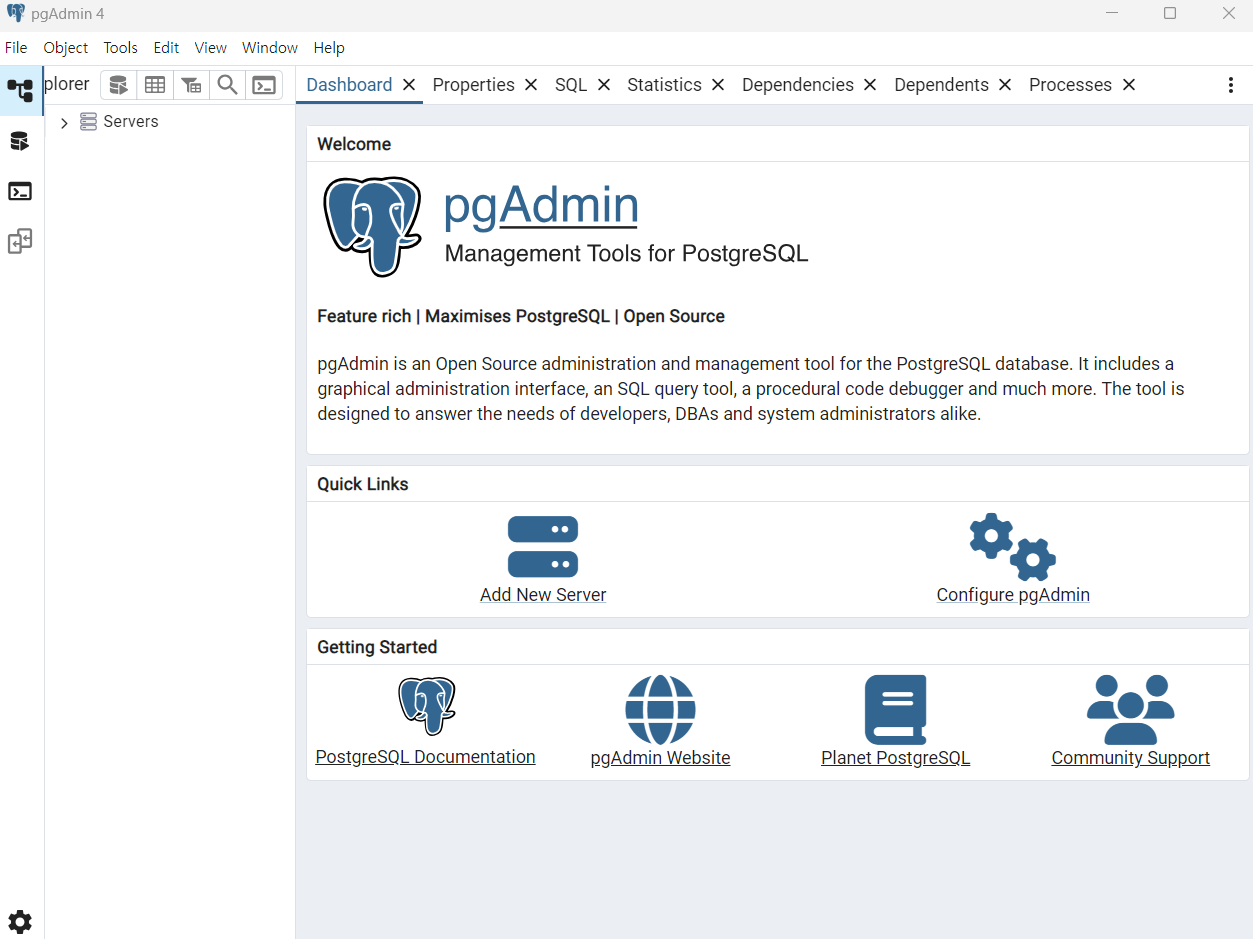 pgAdmin 4
File Object Tools Edit View Window Help
plorer
Dashboard Properties SQL Statistics Dependencies Dependents Processes
Servers
Welcome
pgAdmin
Management Tools for PostgreSQL
Feature rich | Maximises PostgreSQL | Open Source
pgAdmin is an Open Source administration and management tool for the PostgreSQL database. It includes a
graphical administration interface, an SQL query tool, a procedural code debugger and much more. The tool is
designed to answer the needs of developers, DBAs and system administrators alike.
Quick Links
Add New Server
Configure pgAdmin
Getting Started
PostgreSQL Documentation
pgAdmin Website
Planet PostgreSQL
Community Support